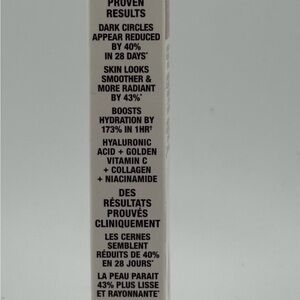 PROVEN
RESULTS
DARK CIRCLES
APPEAR REDUCED
BY 40%
IN 28 DAYS*
SKIN LOOKS
SMOOTHER &
MORE RADIANT
BY 43%*
BOOSTS
HYDRATION BY
173% IN 1HR†
HYALURONIC
ACID + GOLDEN
VITAMIN C
+ COLLAGEN
+ NIACINAMIDE
DES
RÉSULTATS
PROUVÉS
CLINIQUEMENT
LES CERNES
SEMBLENT
RÉDUITS DE 40%
EN 28 JOURS*
LA PEAU PARAIT
43% PLUS LISSE
ET RAYONNANTE*